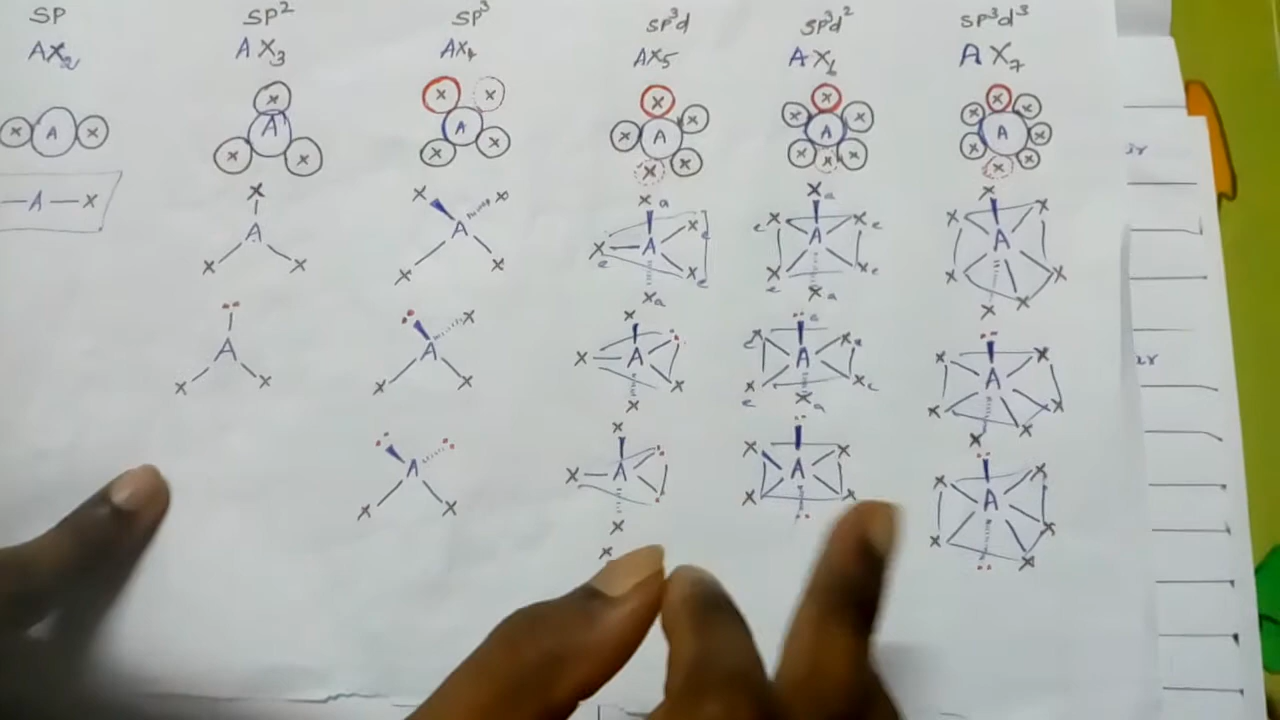 SP SP² SP³ SP³d SP³d² SP³d³
AX₂ AX₃ AX₄ AX₅ AX₆ AX₇
X A X
X A X X
X X A X X
X X A X X X
X X X A X X X
X X X X A X X X X
— A — X
X A X X
X X A X X
X a X A X e X e X e X a
X a e X X e A e X X e X a
X X X A X X X X
A X X
A X X X
X X A X X
A X X X X X
A X X X X X X
A X X
X X A X
X X A X X
A X X X X X
X